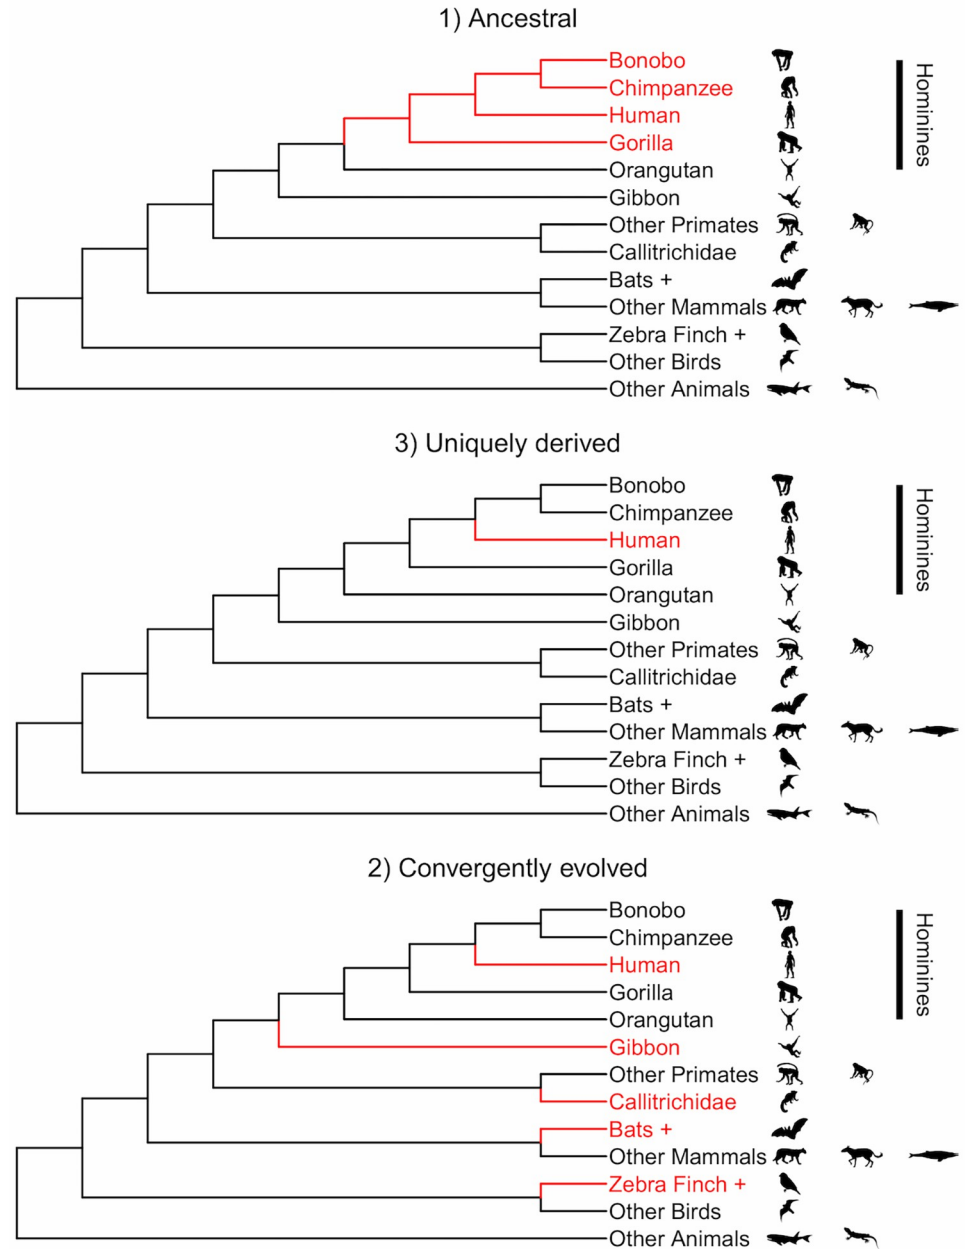 1) Ancestral
Bonobo
Chimpanzee
Human
Gorilla
Orangutan
Gibbon
Other Primates
Callitrichidae
Bats +
Other Mammals
Zebra Finch +
Other Birds
Other Animals
Hominines
3) Uniquely derived
Bonobo
Chimpanzee
Human
Gorilla
Orangutan
Gibbon
Other Primates
Callitrichidae
Bats +
Other Mammals
Zebra Finch +
Other Birds
Other Animals
Hominines
2) Convergently evolved
Bonobo
Chimpanzee
Human
Gorilla
Orangutan
Gibbon
Other Primates
Callitrichidae
Bats +
Other Mammals
Zebra Finch +
Other Birds
Other Animals
Hominines